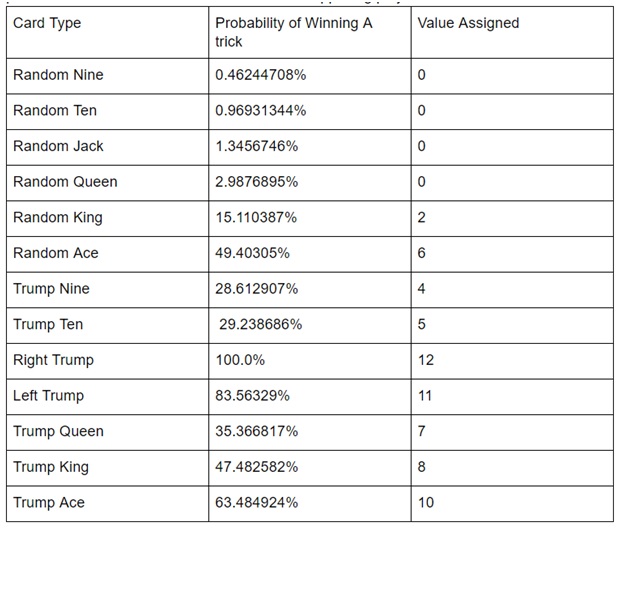 Card Type Probability of Winning A trick Value Assigned
Random Nine 0.46244708% 0
Random Ten 0.96931344% 0
Random Jack 1.3456746% 0
Random Queen 2.9876895% 0
Random King 15.110387% 2
Random Ace 49.40305% 6
Trump Nine 28.612907% 4
Trump Ten 29.238686% 5
Right Trump 100.0% 12
Left Trump 83.56329% 11
Trump Queen 35.366817% 7
Trump King 47.482582% 8
Trump Ace 63.484924% 10